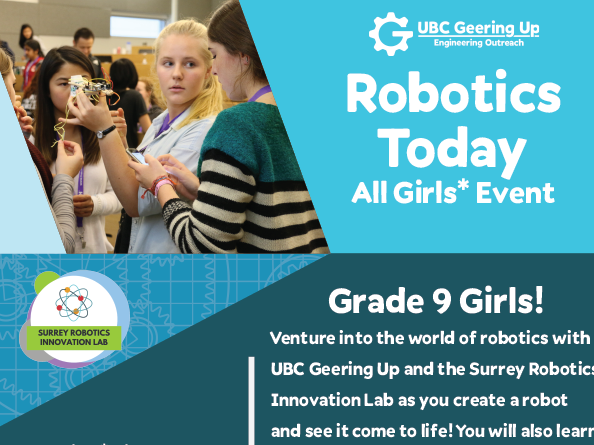 UBC Geering Up
Engineering Outreach
Robotics
Today
All Girls* Event
SURREY ROBOTICS
INNOVATION LAB
Grade 9 Girls!
Venture into the world of robotics with
UBC Geering Up and the Surrey Robotics
Innovation Lab as you create a robot
and see it come to life! You will also learn